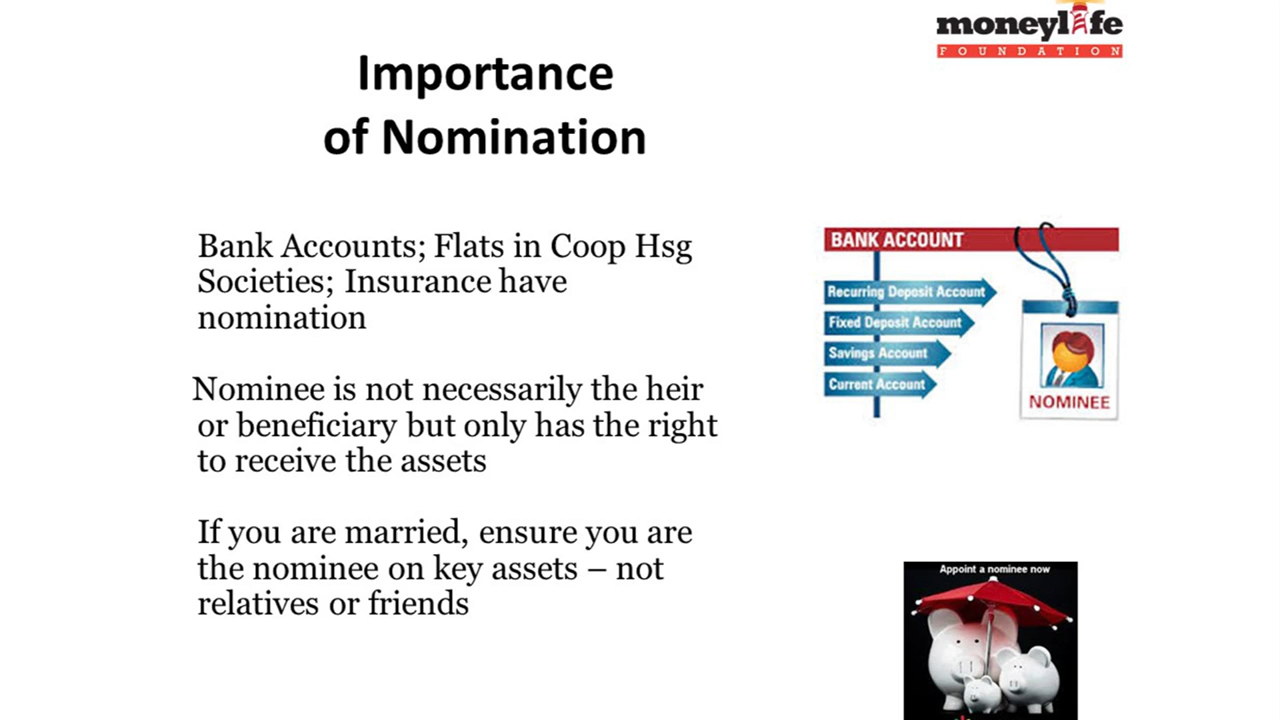 moneylife
FOUNDATION
Importance
of Nomination
Bank Accounts; Flats in Coop Hsg
Societies; Insurance have
nomination
Nominee is not necessarily the heir
or beneficiary but only has the right
to receive the assets
If you are married, ensure you are
the nominee on key assets – not
relatives or friends
BANK ACCOUNT
Recurring Deposit Account
Fixed Deposit Account
Savings Account
Current Account
NOMINEE
Appoint a nominee now